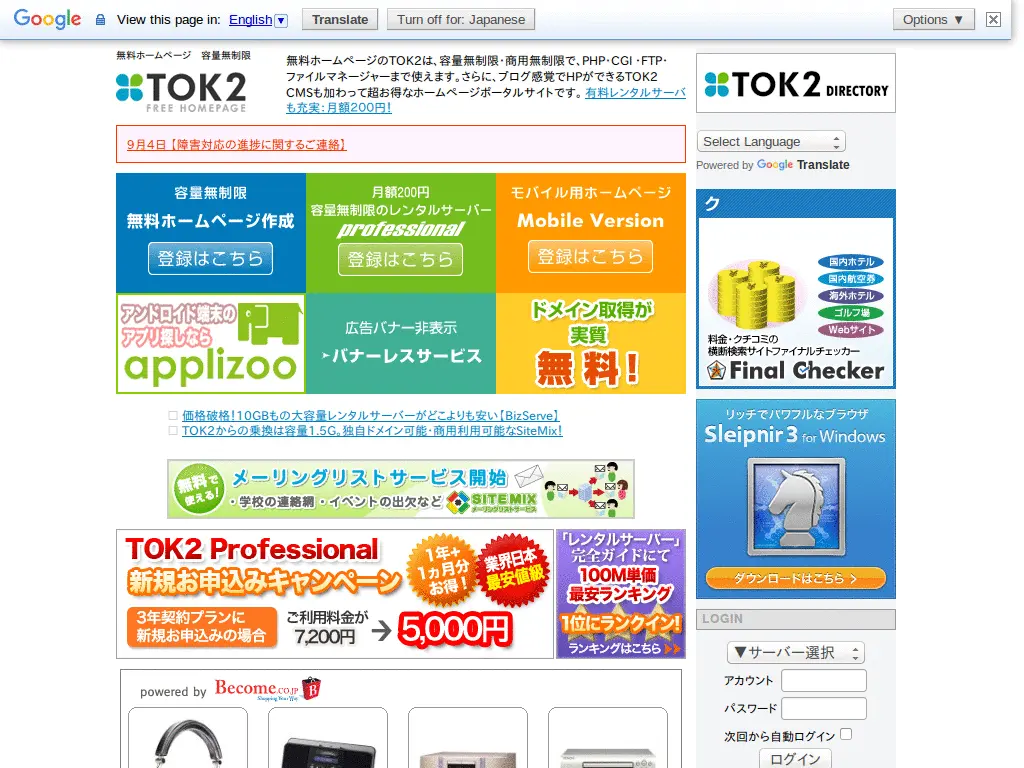 Google View this page in: English▼ Translate Turn off for: Japanese Options ▼
無料ホームページ 容量無制限
TOK2
FREE HOMEPAGE
無料ホームページのTOK2は、容量無制限・商用無制限で、PHP・CGI・FTP・
ファイルマネージャーまで使えます。さらに、ブログ感覚でHPができるTOK2
CMSも加わって超お得なホームページポータルサイトです。 有料レンタルサーバ
も充実：月額200円！
TOK2 DIRECTORY
9月4日【障害対応の進捗に関するご連絡】
Select Language
Powered by Google Translate
容量無制限
無料ホームページ作成
登録はこちら
月額200円
容量無制限のレンタルサーバー
professional
登録はこちら
モバイル用ホームページ
Mobile Version
登録はこちら
アンドロイド端末の
アプリ探しなら
applizoo
広告バナー非表示
バナーレスサービス
ドメイン取得が
実質
無料！
ク
国内ホテル
国内航空券
海外ホテル
ゴルフ場
Webサイト
料金・クチコミの
横断検索サイトファイナルチェッカー
Final Checker
価格破格！10GBもの大容量レンタルサーバーがどこよりも安い【BizServe】
TOK2からの乗換は容量1.5G。独自ドメイン可能・商用利用可能なSiteMix！
無料で
使える！
メーリングリストサービス開始
・学校の連絡網・イベントの出欠など
SITEMIX
メーリングリストサービス
リッチでパワフルなブラウザ
Sleipnir 3 for Windows
ダウンロードはこちら
TOK2 Professional
新規お申込みキャンペーン
1年+
1ヵ月分
お得！
業界日本
最安値級
3年契約プランに
新規お申込みの場合
ご利用料金が
7,200円 → 5,000円
「レンタルサーバー」
完全ガイドにて
100M単価
最安ランキング
1位にランクイン！
ランキングはこちら
LOGIN
▼サーバー選択
アカウント
パスワード
次回から自動ログイン
ログイン
powered by Become.co.jp B
Shopping Your Way